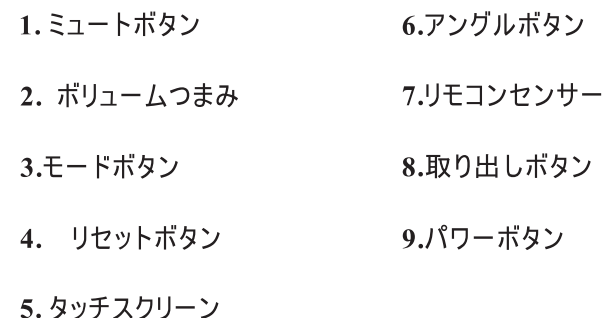 1. ミュートボタン
2. ボリュームつまみ
3.モードボタン
4. リセットボタン
5. タッチスクリーン
6.アングルボタン
7.リモコンセンサー
8.取り出しボタン
9.パワーボタン